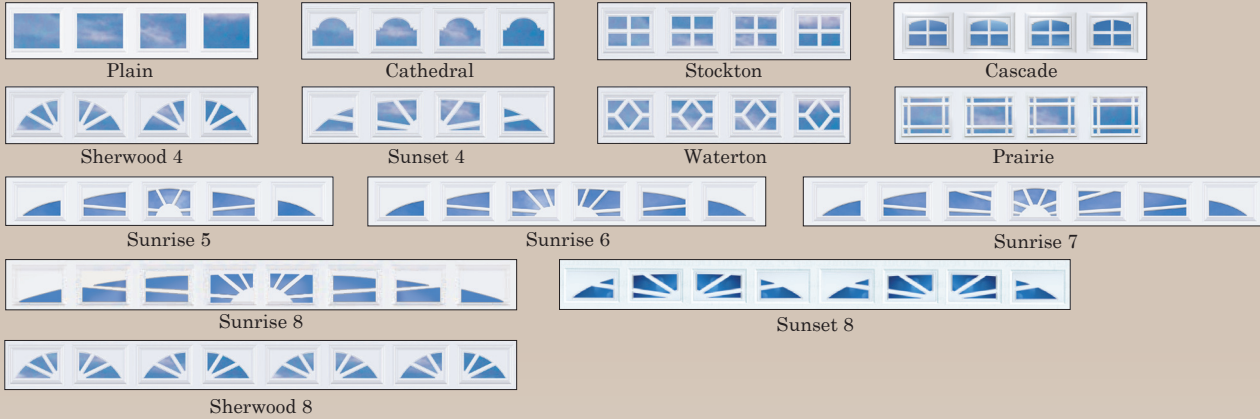 Plain
Cathedral
Stockton
Cascade
Sherwood 4
Sunset 4
Waterton
Prairie
Sunrise 5
Sunrise 6
Sunrise 7
Sunrise 8
Sunset 8
Sherwood 8